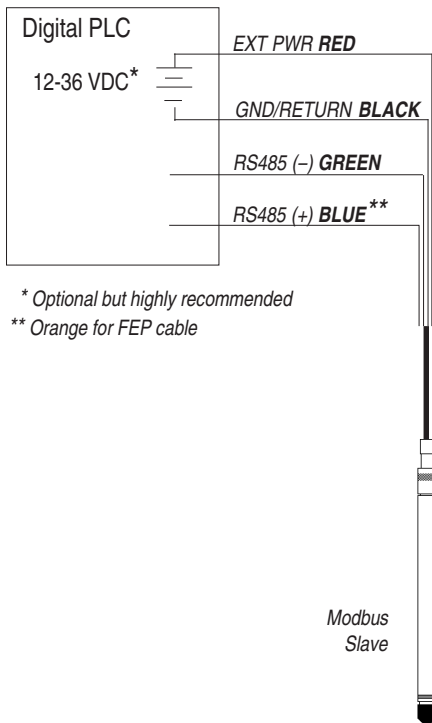 Digital PLC
EXT PWR RED
12-36 VDC*
GND/RETURN BLACK
RS485 (–) GREEN
RS485 (+) BLUE**
* Optional but highly recommended
** Orange for FEP cable
Modbus
Slave